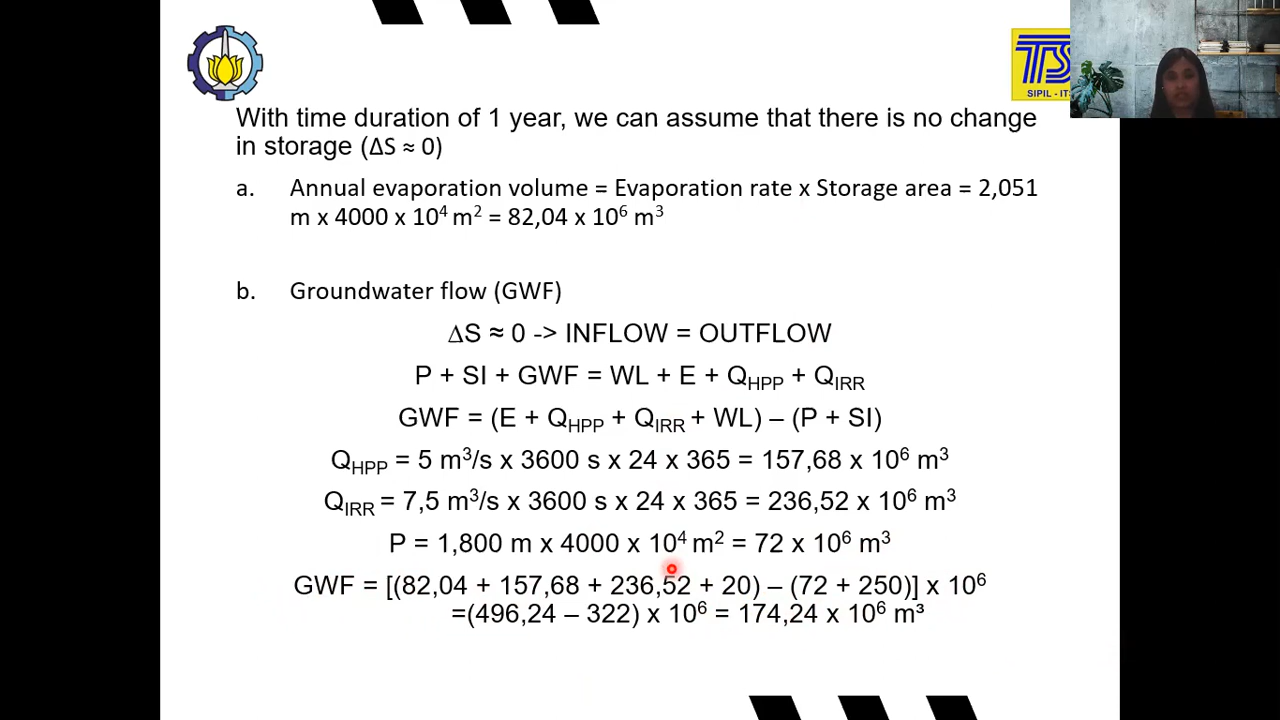 TS
SIPIL - ITS
With time duration of 1 year, we can assume that there is no change
in storage (ΔS ≈ 0)
a. Annual evaporation volume = Evaporation rate x Storage area = 2,051
m x 4000 x 10⁴ m² = 82,04 x 10⁶ m³
b. Groundwater flow (GWF)
ΔS ≈ 0 -> INFLOW = OUTFLOW
P + SI + GWF = WL + E + Q_HPP + Q_IRR
GWF = (E + Q_HPP + Q_IRR + WL) – (P + SI)
Q_HPP = 5 m³/s x 3600 s x 24 x 365 = 157,68 x 10⁶ m³
Q_IRR = 7,5 m³/s x 3600 s x 24 x 365 = 236,52 x 10⁶ m³
P = 1,800 m x 4000 x 10⁴ m² = 72 x 10⁶ m³
GWF = [(82,04 + 157,68 + 236,52 + 20) – (72 + 250)] x 10⁶
=(496,24 – 322) x 10⁶ = 174,24 x 10⁶ m³